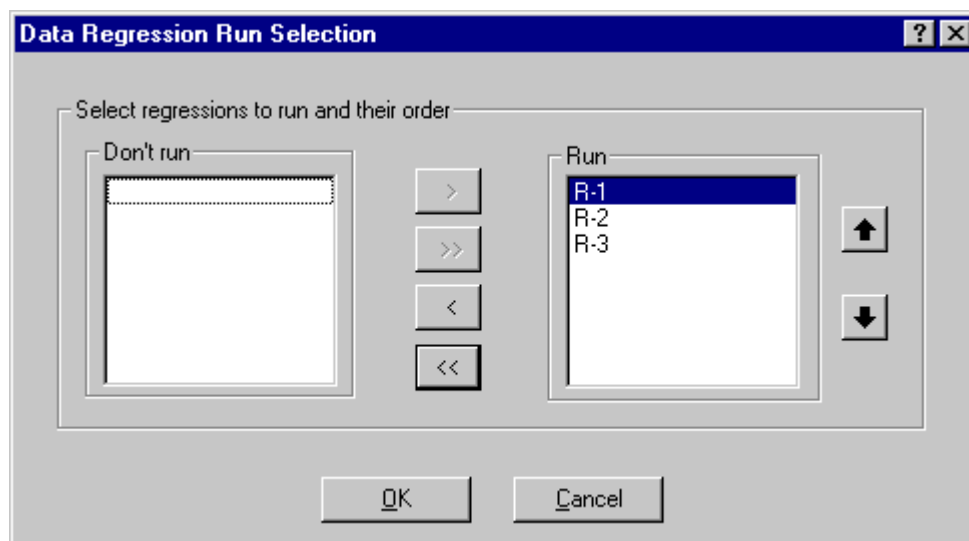 Data Regression Run Selection
Select regressions to run and their order
Don't run
Run
>
>>
<
<<
R-1
R-2
R-3
OK
Cancel